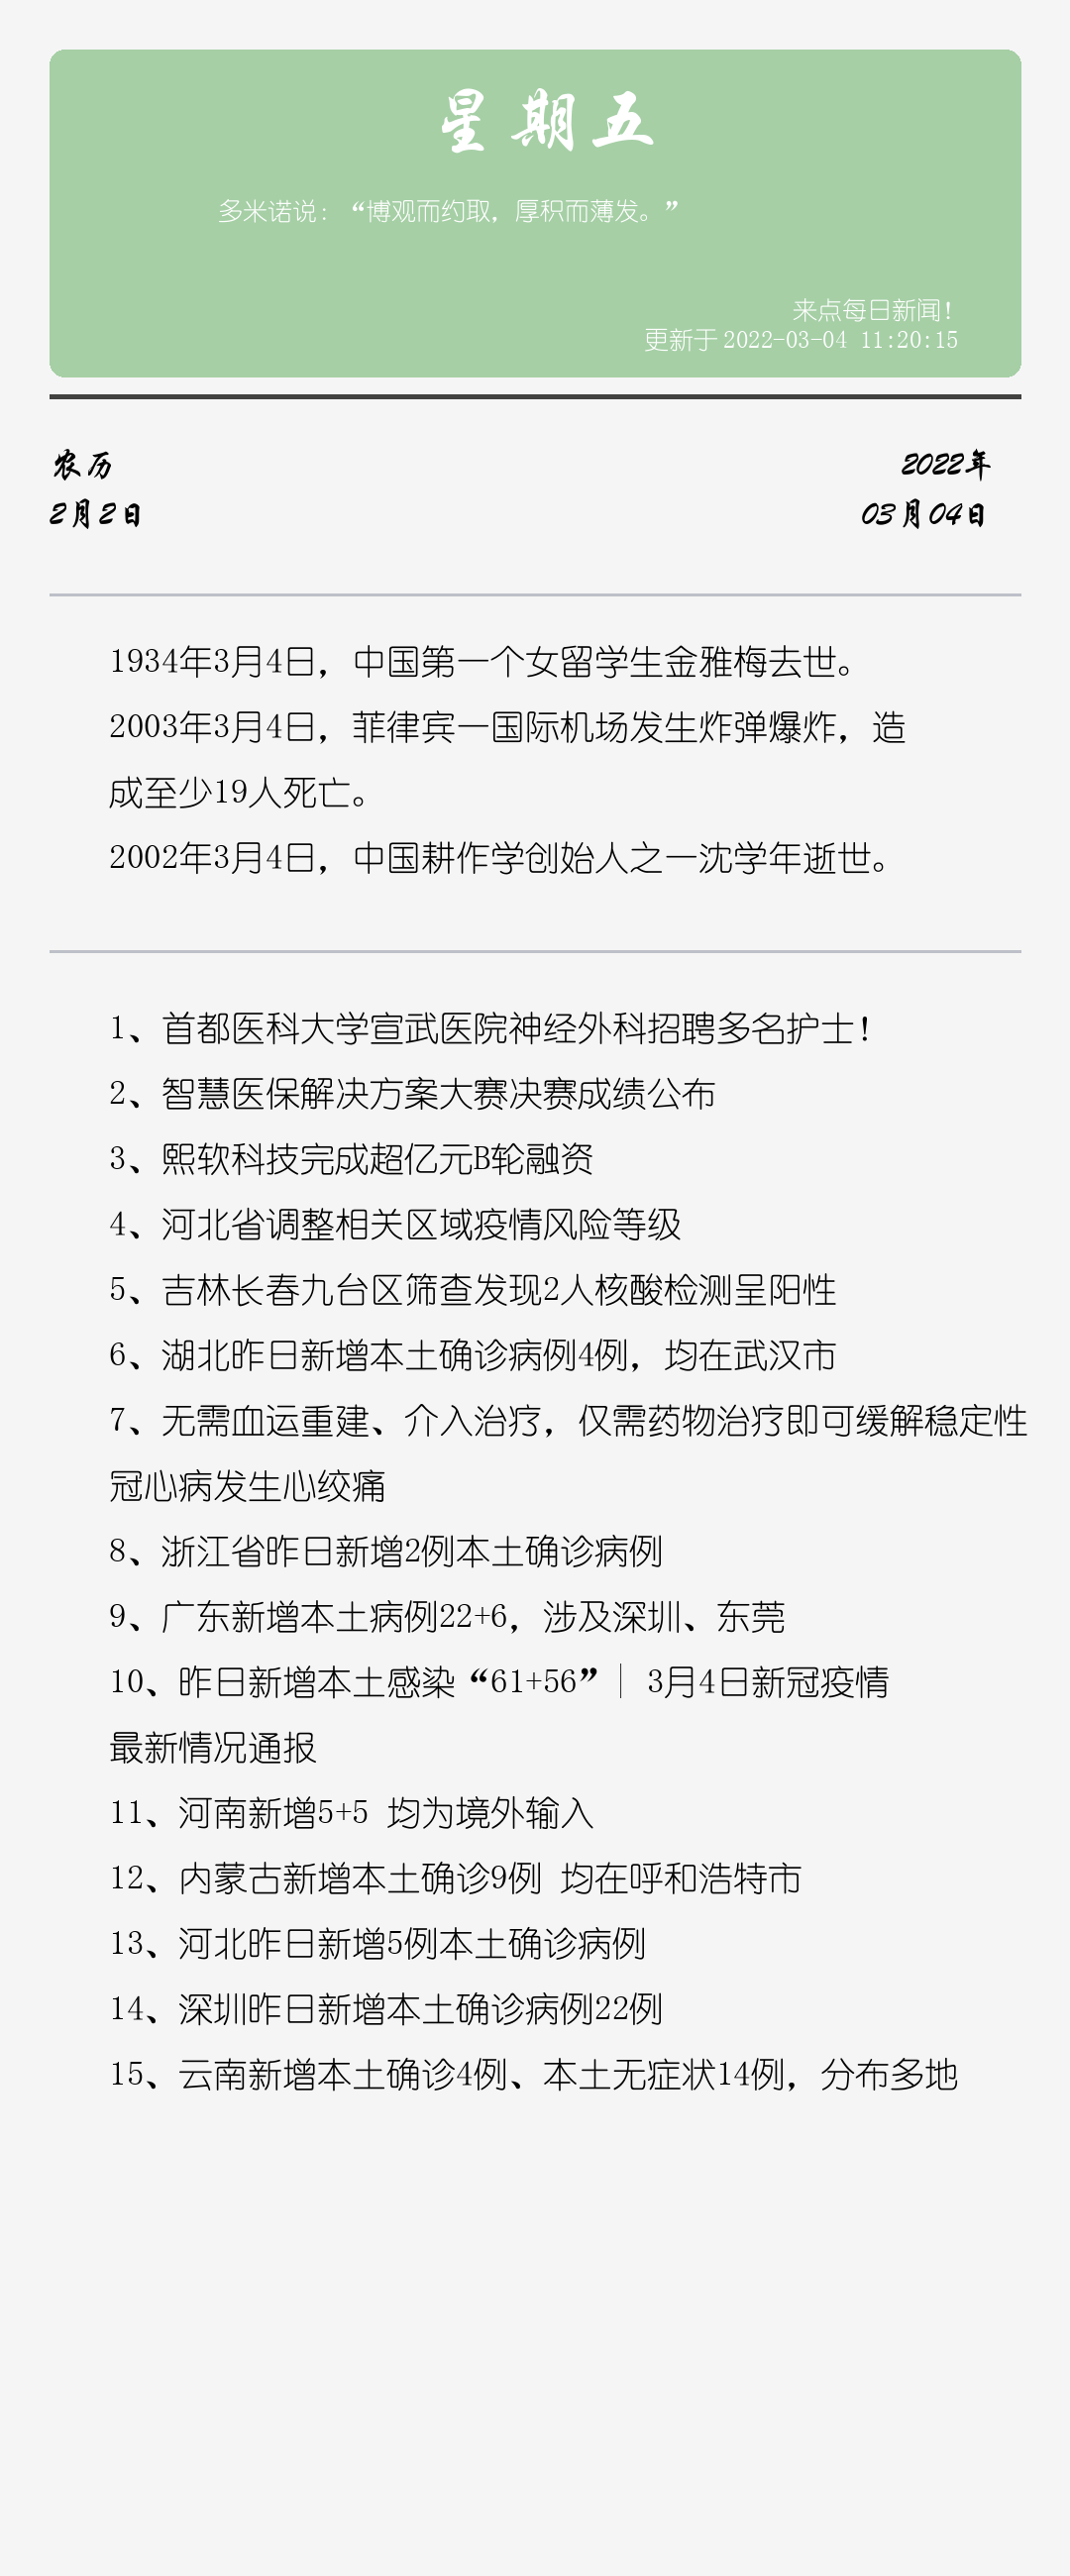 星期五
多米诺说：“博观而约取，厚积而薄发。”
来点每日新闻！
更新于2022-03-04 11:20:15
农历
2022年
2月2日
03月04日
1934年3月4日，中国第一个女留学生金雅梅去世。
2003年3月4日，菲律宾一国际机场发生炸弹爆炸，造
成至少19人死亡。
2002年3月4日，中国耕作学创始人之一沈学年逝世。
1、首都医科大学宣武医院神经外科招聘多名护士！
2、智慧医保解决方案大赛决赛成绩公布
3、熙软科技完成超亿元B轮融资
4、河北省调整相关区域疫情风险等级
5、吉林长春九台区筛查发现2人核酸检测呈阳性
6、湖北昨日新增本土确诊病例4例，均在武汉市
7、无需血运重建、介入治疗，仅需药物治疗即可缓解稳定性
冠心病发生心绞痛
8、浙江省昨日新增2例本土确诊病例
9、广东新增本土病例22+6，涉及深圳、东莞
10、昨日新增本土感染“61+56”｜ 3月4日新冠疫情
最新情况通报
11、河南新增5+5 均为境外输入
12、内蒙古新增本土确诊9例 均在呼和浩特市
13、河北昨日新增5例本土确诊病例
14、深圳昨日新增本土确诊病例22例
15、云南新增本土确诊4例、本土无症状14例，分布多地